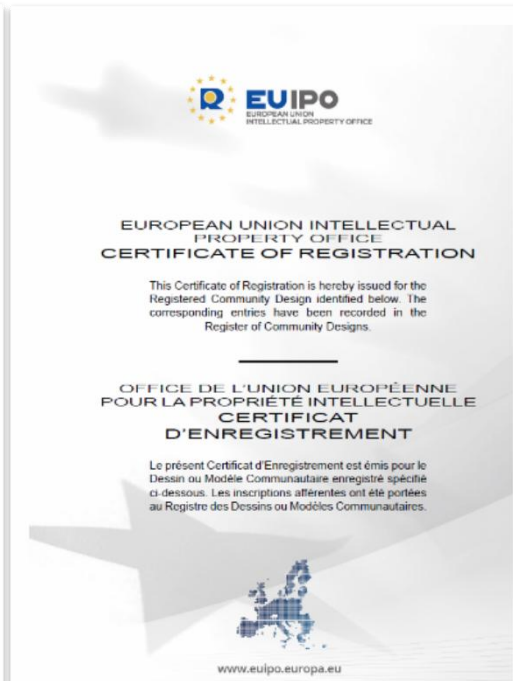 EUIPO
EUROPEAN UNION
INTELLECTUAL PROPERTY OFFICE
EUROPEAN UNION INTELLECTUAL
PROPERTY OFFICE
CERTIFICATE OF REGISTRATION
This Certificate of Registration is hereby issued for the
Registered Community Design identified below. The
corresponding entries have been recorded in the
Register of Community Designs.
OFFICE DE L'UNION EUROPÉENNE
POUR LA PROPRIÉTÉ INTELLECTUELLE
CERTIFICAT
D'ENREGISTREMENT
Le présent Certificat d'Enregistrement est émis pour le
Dessin ou Modèle Communautaire enregistré spécifié
ci-dessous. Les inscriptions afférentes ont été portées
au Registre des Dessins ou Modèles Communautaires.
www.euipo.europa.eu